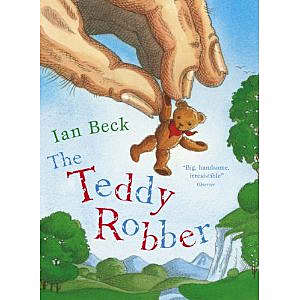 Ian Beck
The
Teddy
Robber
"Big, handsome,
irresistible"
Observer